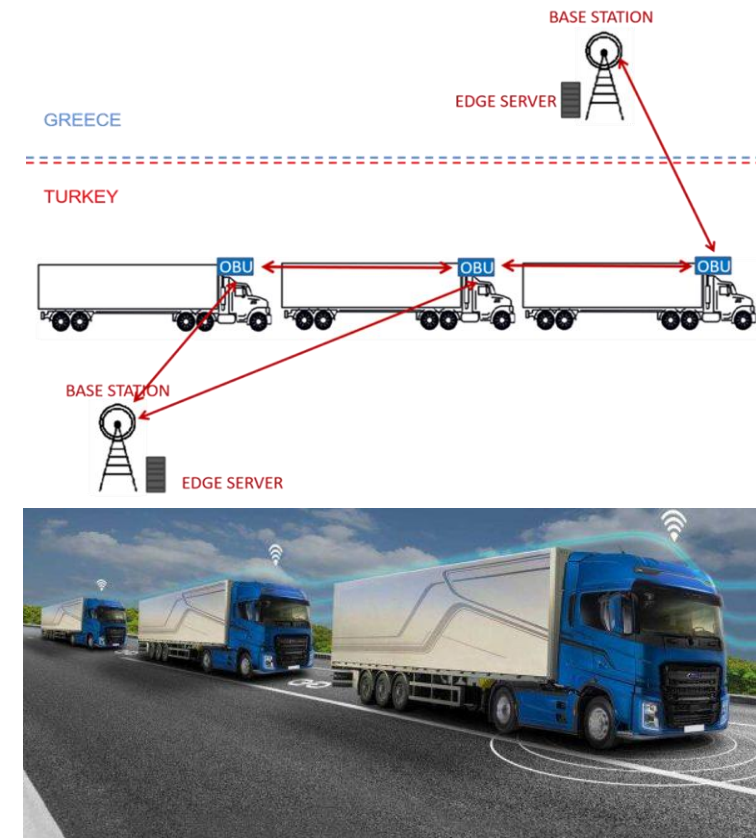 BASE STATION
EDGE SERVER
GREECE
TURKEY
OBU
OBU
OBU
BASE STATION
EDGE SERVER